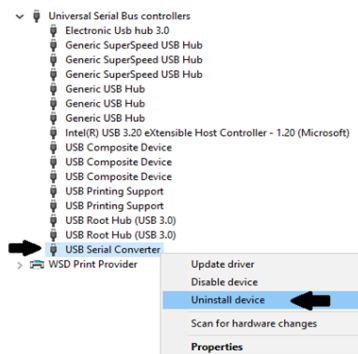 Universal Serial Bus controllers
Electronic Usb hub 3.0
Generic SuperSpeed USB Hub
Generic SuperSpeed USB Hub
Generic SuperSpeed USB Hub
Generic USB Hub
Generic USB Hub
Generic USB Hub
Intel(R) USB 3.20 eXtensible Host Controller - 1.20 (Microsoft)
USB Composite Device
USB Composite Device
USB Composite Device
USB Printing Support
USB Printing Support
USB Root Hub (USB 3.0)
USB Root Hub (USB 3.0)
USB Serial Converter
WSD Print Provider
Update driver
Disable device
Uninstall device
Scan for hardware changes
Properties